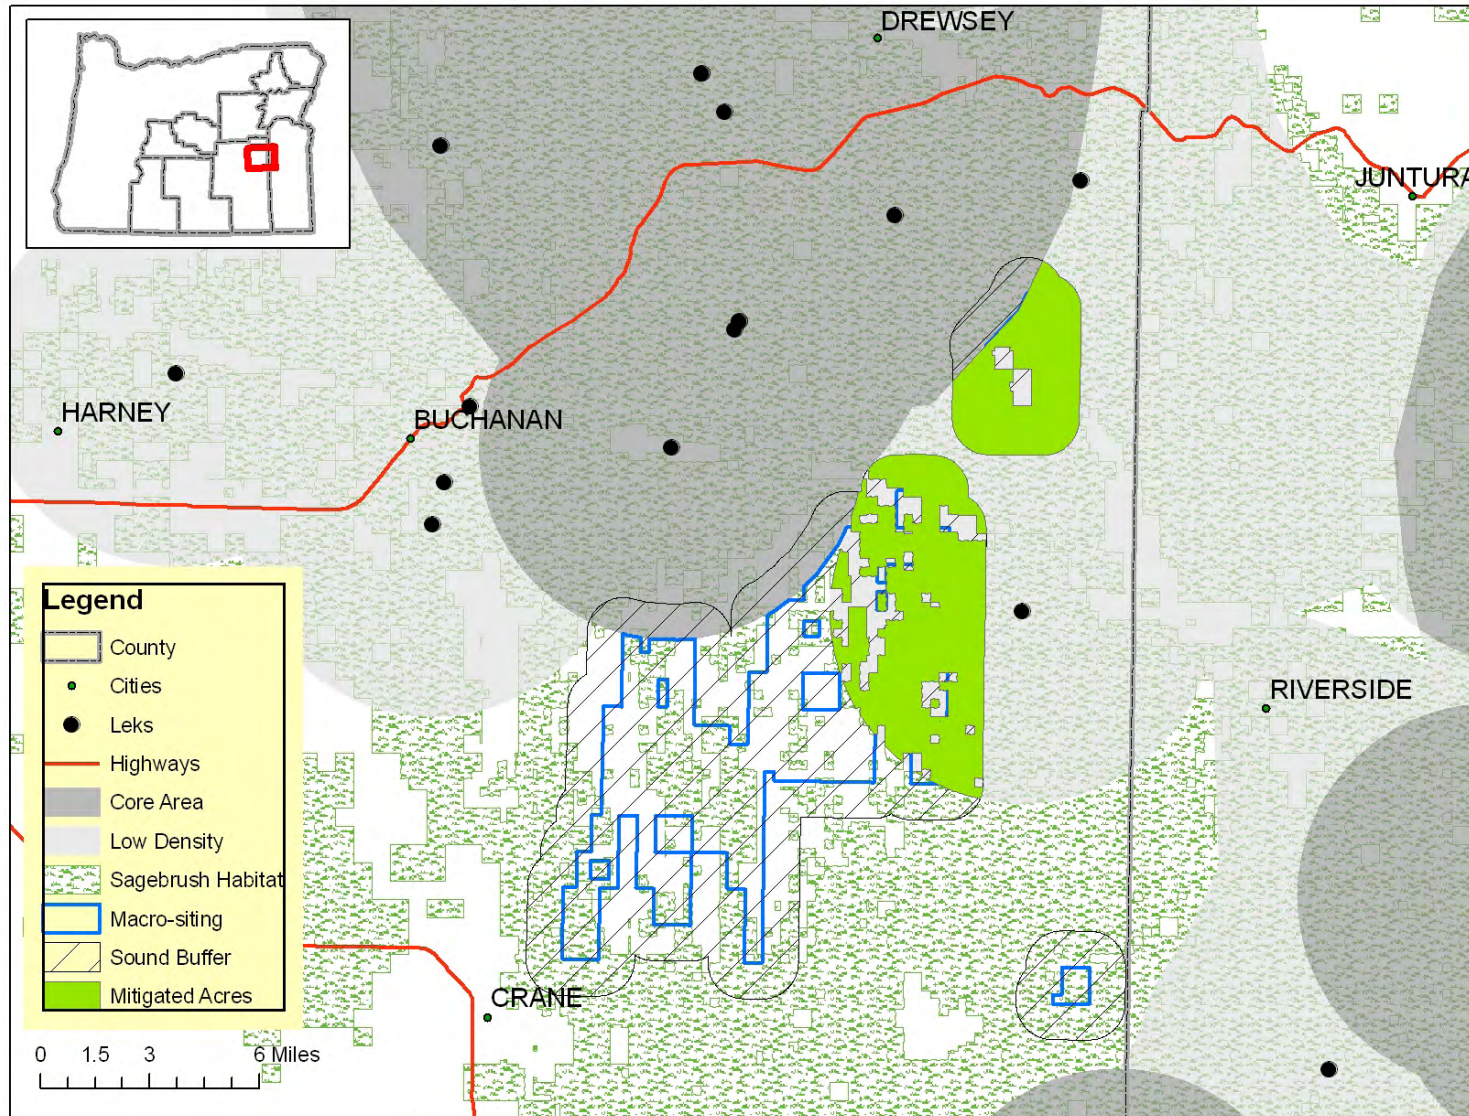 DREWSEY
JUNTURA
HARNEY
BUCHANAN
RIVERSIDE
CRANE
Legend
County
Cities
Leks
Highways
Core Area
Low Density
Sagebrush Habitat
Macro-siting
Sound Buffer
Mitigated Acres
0 1.5 3 6 Miles